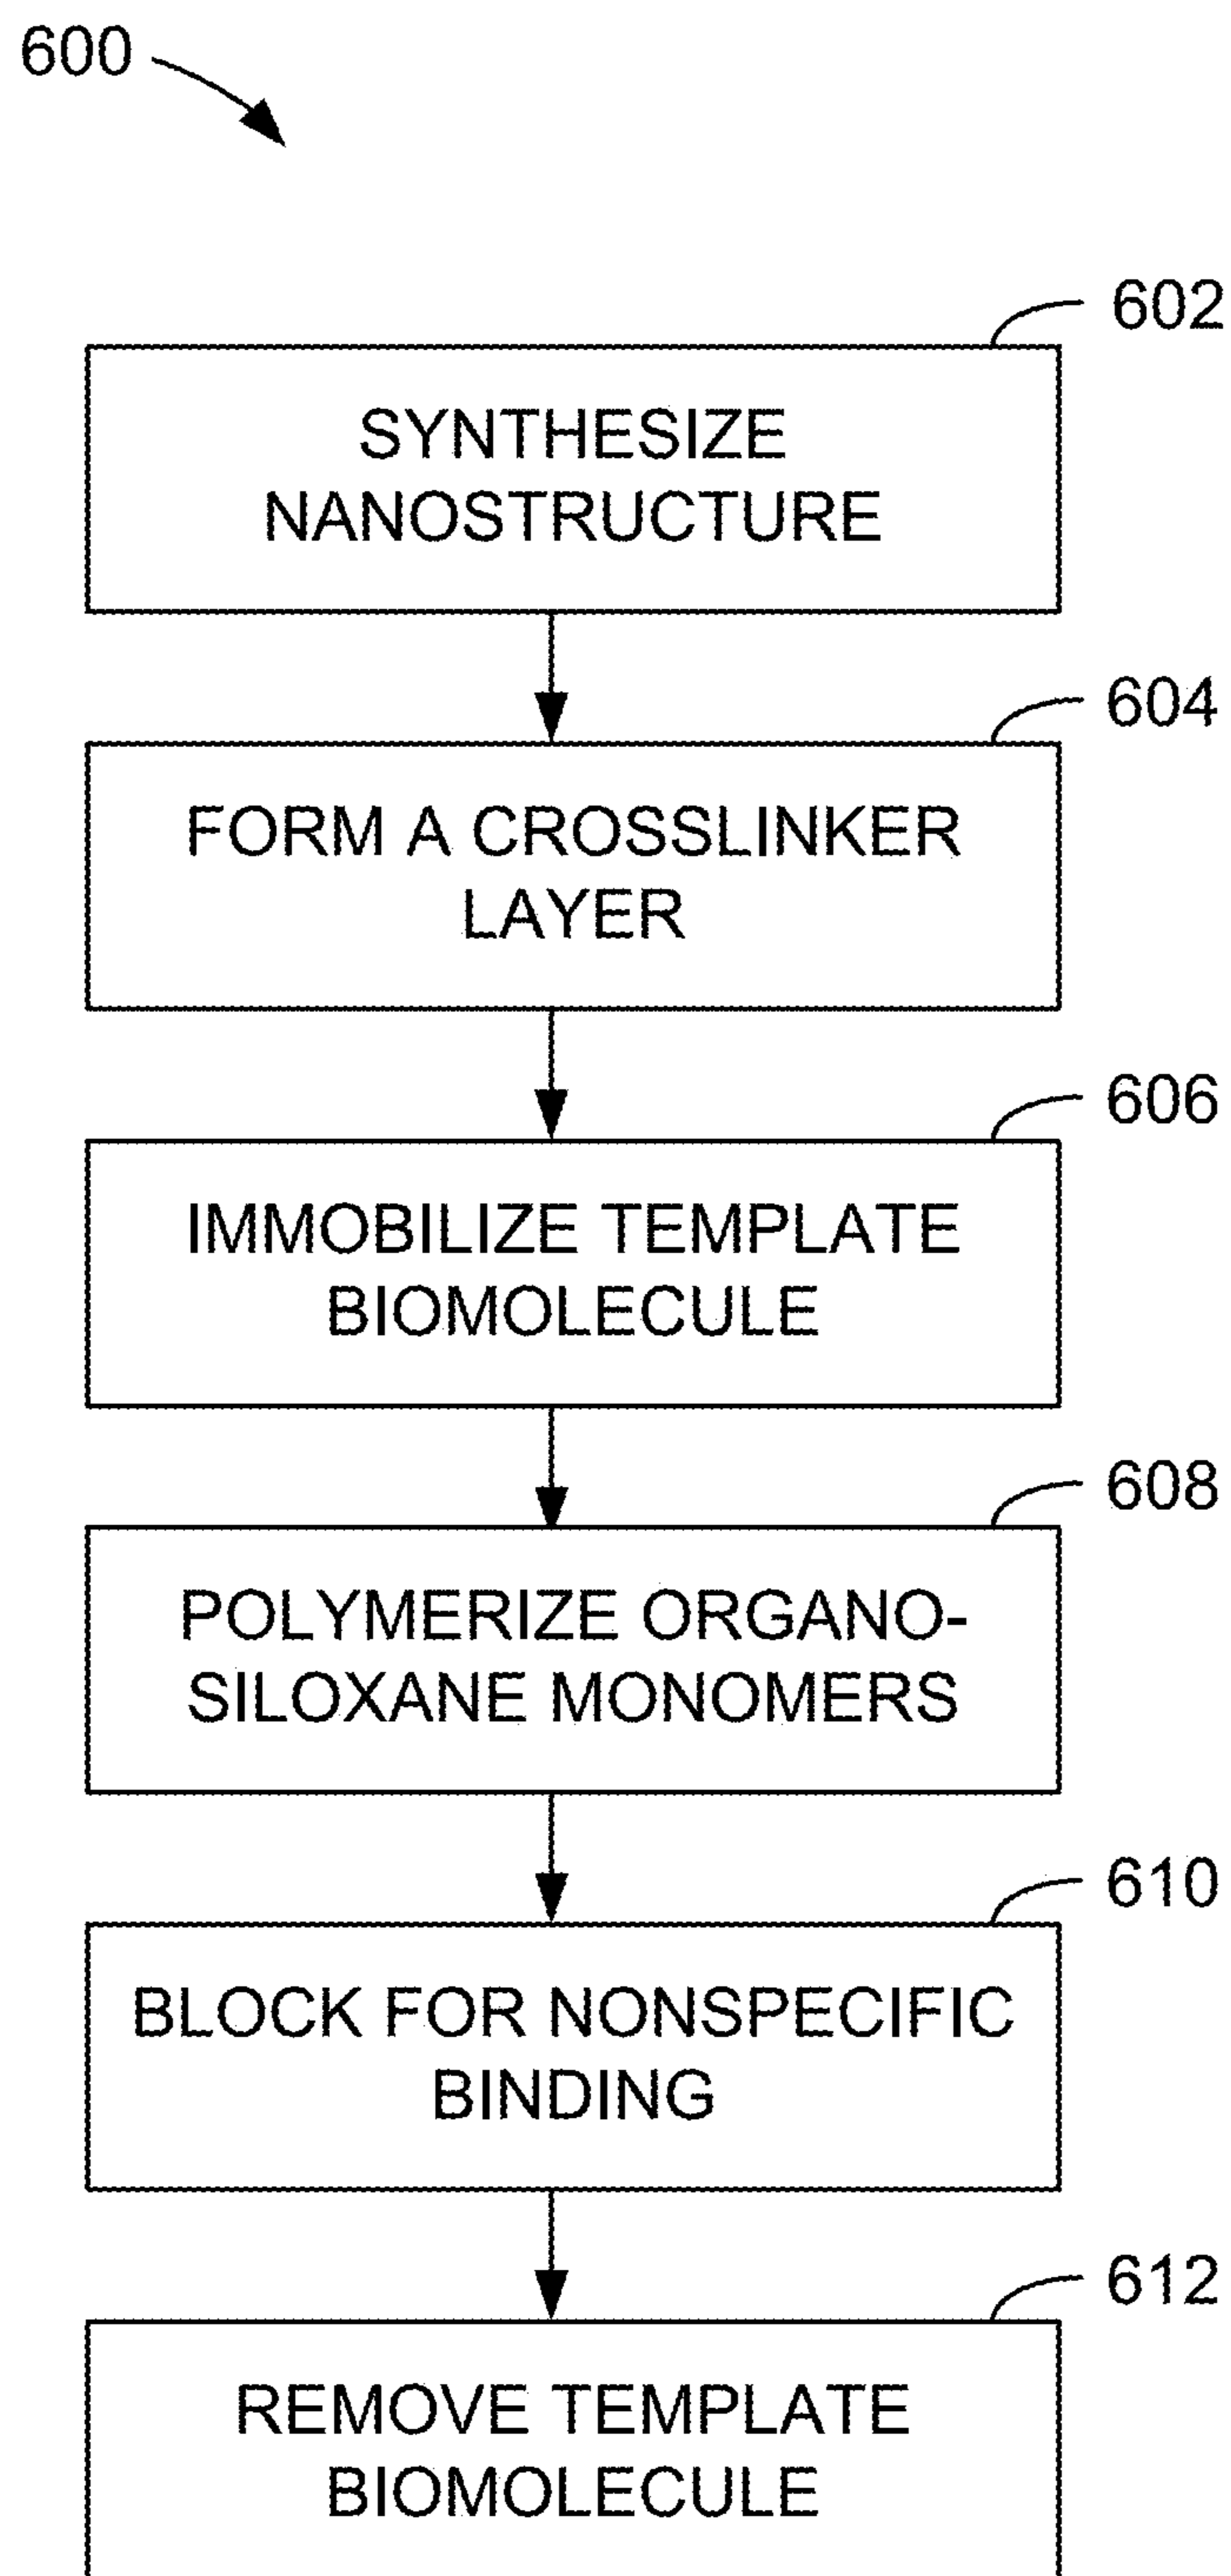 600
602
SYNTHESIZE
NANOSTRUCTURE
604
FORM A CROSSLINKER
LAYER
606
IMMOBILIZE TEMPLATE
BIOMOLECULE
608
POLYMERIZE ORGANO-
SILOXANE MONOMERS
610
BLOCK FOR NONSPECIFIC
BINDING
612
REMOVE TEMPLATE
BIOMOLECULE